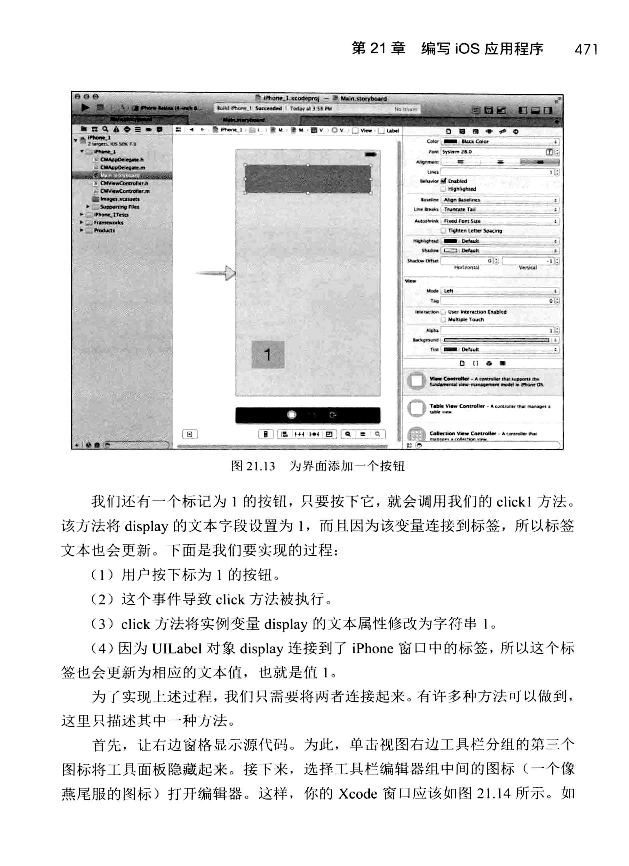 第 21 章 编写 iOS 应用程序 471
iPhone_1.xcodeproj — Main.storyboard
Build iPhone_1: Succeeded Today at 3:58 PM
No Issues
Main.storyboard
iPhone_1
2 targets, iOS SDK 7.0
iPhone_1
CMAppDelegate.h
CMAppDelegate.m
Main.storyboard
CMViewController.h
CMViewController.m
Images.xcassets
Supporting Files
iPhone_1Tests
Frameworks
Products
View
Label
1
Color Black Color
Font System 28.0
Alignment
Lines 1
Behavior Enabled
Highlighted
Baseline Align Baselines
Line Breaks Truncate Tail
Autoshrink Fixed Font Size
Tighten Letter Spacing
Highlighted Default
Shadow Default
Shadow Offset 0 -1
Horizontal Vertical
View
Mode Left
Tag 0
Interaction User Interaction Enabled
Multiple Touch
Alpha 1
Background
Tint Default
View Controller - A controller that supports the
fundamental view-management model in iPhone OS.
Table View Controller - A controller that manages a
table view.
Collection View Controller - A controller that
manages a collection view.
图 21.13 为界面添加一个按钮
我们还有一个标记为 1 的按钮，只要按下它，就会调用我们的 click1 方法。
该方法将 display 的文本字段设置为 1，而且因为该变量连接到标签，所以标签
文本也会更新。下面是我们要实现的过程：
（1）用户按下标为 1 的按钮。
（2）这个事件导致 click 方法被执行。
（3）click 方法将实例变量 display 的文本属性修改为字符串 1。
（4）因为 UILabel 对象 display 连接到了 iPhone 窗口中的标签，所以这个标
签也会更新为相应的文本值，也就是值 1。
为了实现上述过程，我们只需要将两者连接起来。有许多种方法可以做到，
这里只描述其中一种方法。
首先，让右边窗格显示源代码。为此，单击视图右边工具栏分组的第三个
图标将工具面板隐藏起来。接下来，选择工具栏编辑器组中间的图标（一个像
燕尾服的图标）打开编辑器。这样，你的 Xcode 窗口应该如图 21.14 所示。如